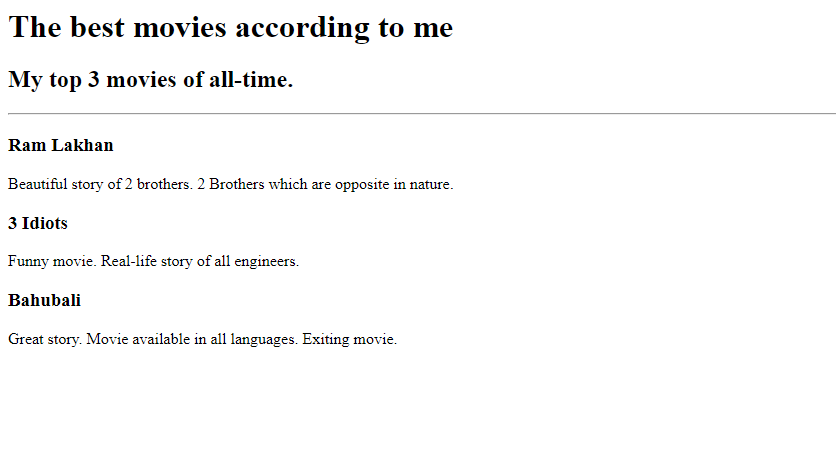 The best movies according to me
My top 3 movies of all-time.
Ram Lakhan
Beautiful story of 2 brothers. 2 Brothers which are opposite in nature.
3 Idiots
Funny movie. Real-life story of all engineers.
Bahubali
Great story. Movie available in all languages. Exiting movie.